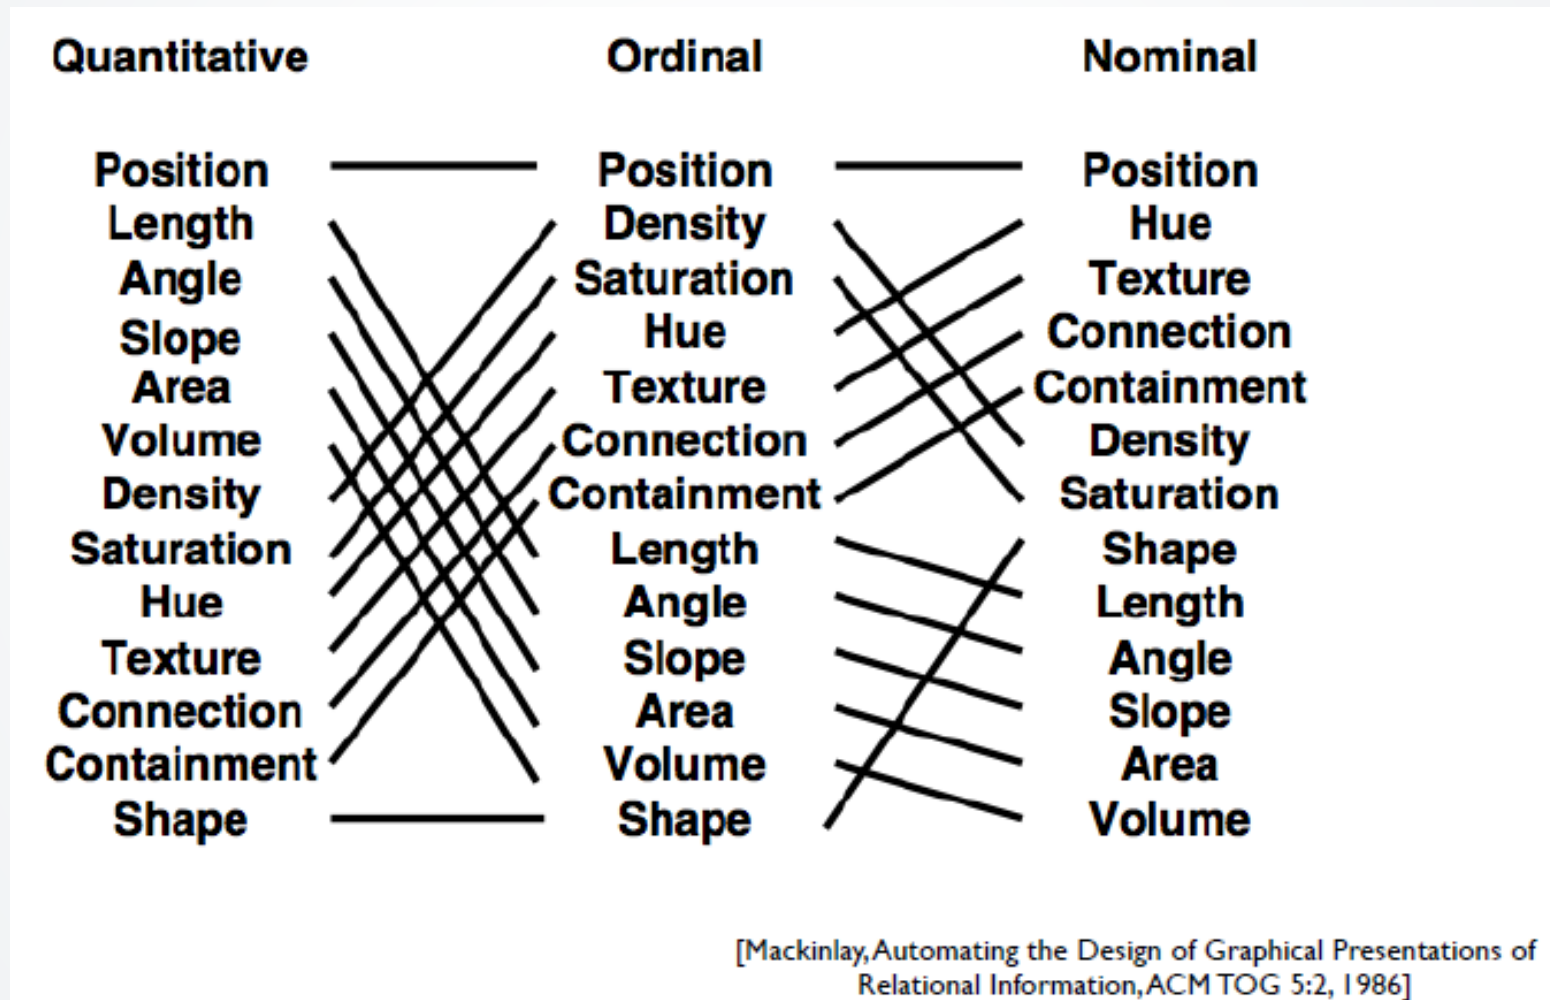 Quantitative Ordinal Nominal
Position Position Position
Length Density Hue
Angle Saturation Texture
Slope Hue Connection
Area Texture Containment
Volume Connection Density
Density Containment Saturation
Saturation Length Shape
Hue Angle Length
Texture Slope Angle
Connection Area Slope
Containment Volume Area
Shape Shape Volume
[Mackinlay, Automating the Design of Graphical Presentations of
Relational Information, ACM TOG 5:2, 1986]